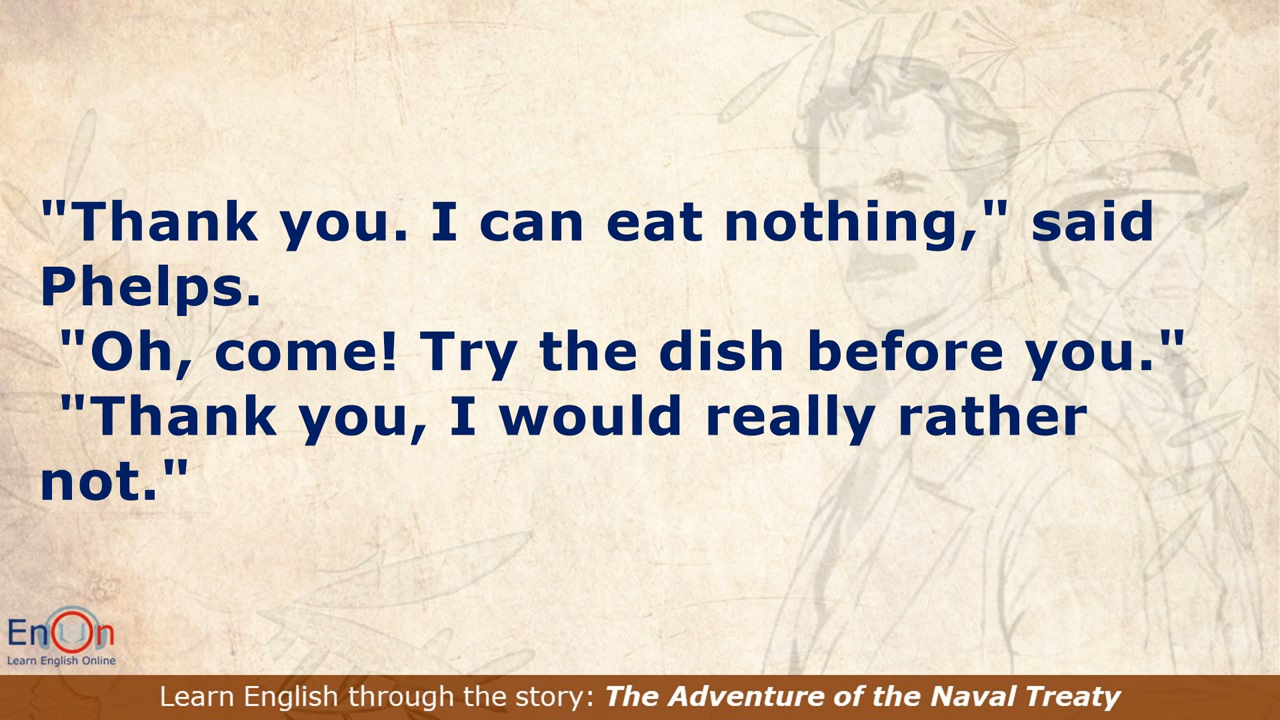 "Thank you. I can eat nothing," said
Phelps.
"Oh, come! Try the dish before you."
"Thank you, I would really rather
not."
EnOn
Learn English Online
Learn English through the story: The Adventure of the Naval Treaty